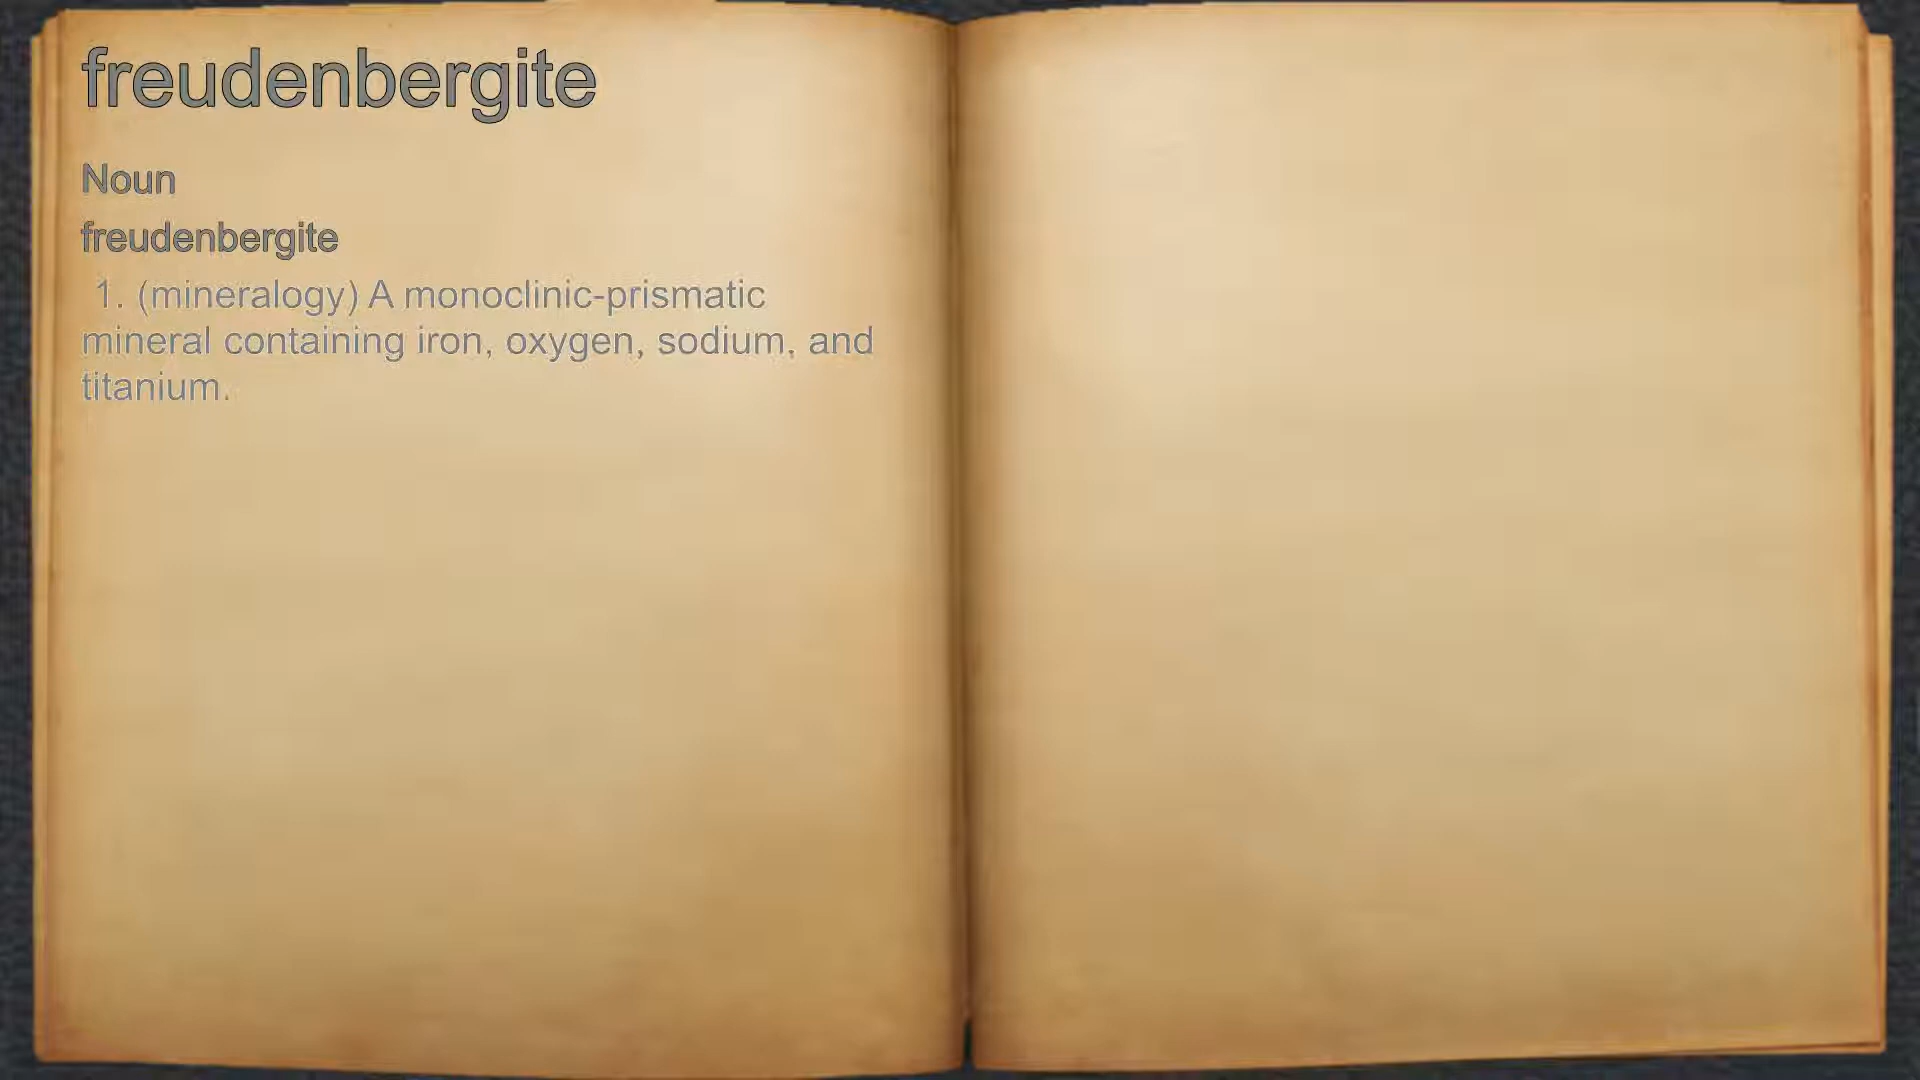 freudenbergite
Noun
freudenbergite
1. (mineralogy) A monoclinic-prismatic
mineral containing iron, oxygen, sodium, and
titanium.